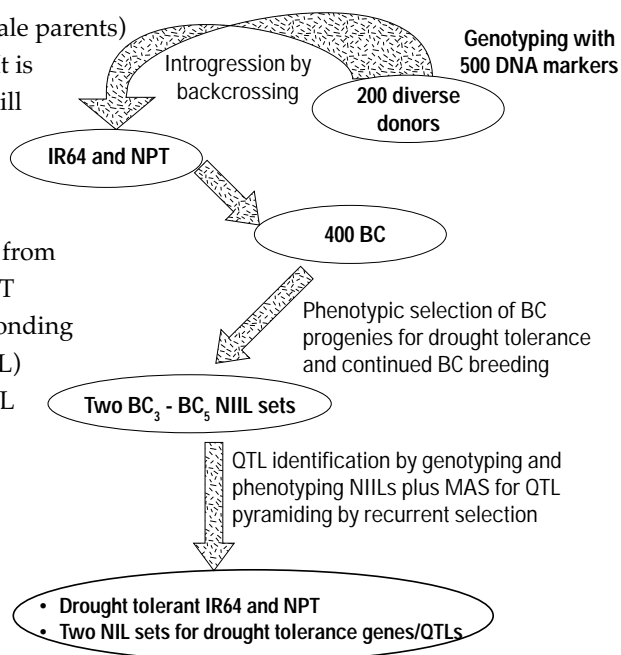 ale parents)
t is
ill
from
T
onding
L)
L
Genotyping with
500 DNA markers
Introgression by
backcrossing
200 diverse
donors
IR64 and NPT
400 BC
Phenotypic selection of BC
progenies for drought tolerance
and continued BC breeding
Two BC₃ - BC₅ NIIL sets
QTL identification by genotyping and
phenotyping NIILs plus MAS for QTL
pyramiding by recurrent selection
• Drought tolerant IR64 and NPT
• Two NIL sets for drought tolerance genes/QTLs